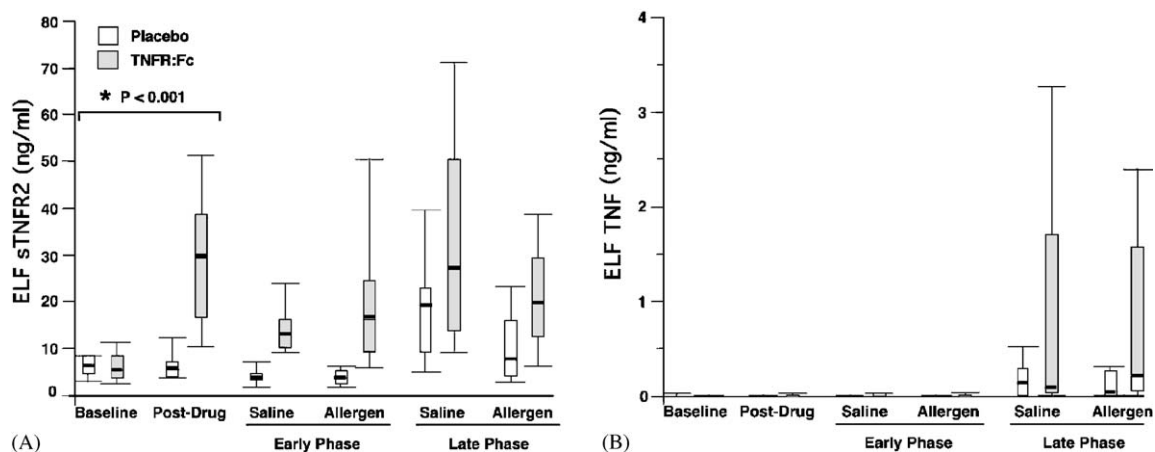 80
70
60
50
40
30
20
10
0
ELF sTNFR2 (ng/ml)
Placebo
TNFR:Fc
* P < 0.001
Baseline Post-Drug Saline Allergen Saline Allergen
Early Phase Late Phase
(A)
4
3
2
1
0
ELF TNF (ng/ml)
Baseline Post-Drug Saline Allergen Saline Allergen
Early Phase Late Phase
(B)